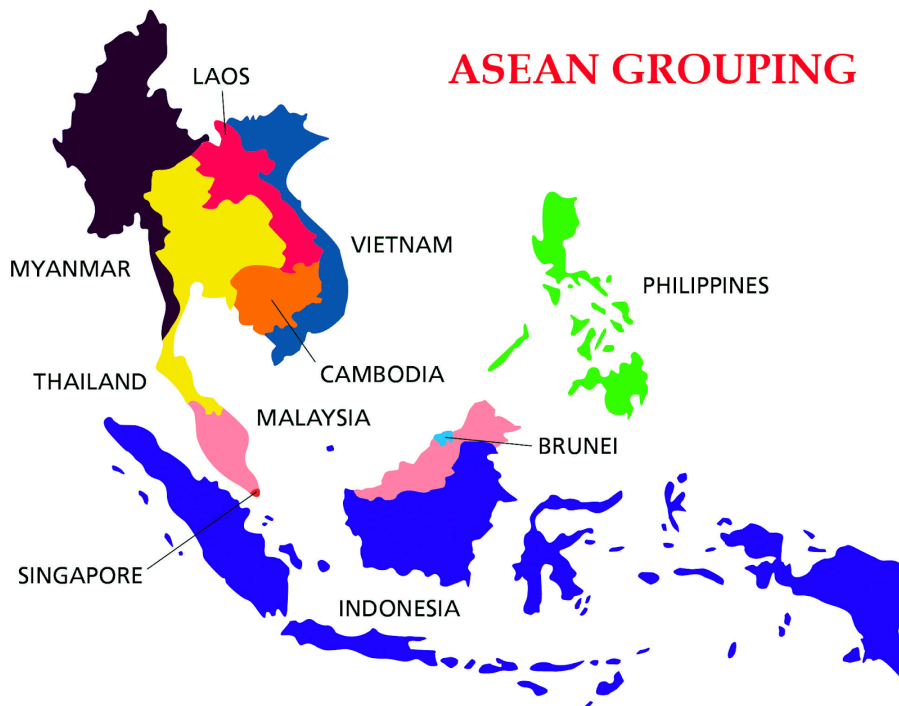 ASEAN GROUPING
LAOS
VIETNAM
MYANMAR
PHILIPPINES
CAMBODIA
THAILAND
MALAYSIA
BRUNEI
SINGAPORE
INDONESIA